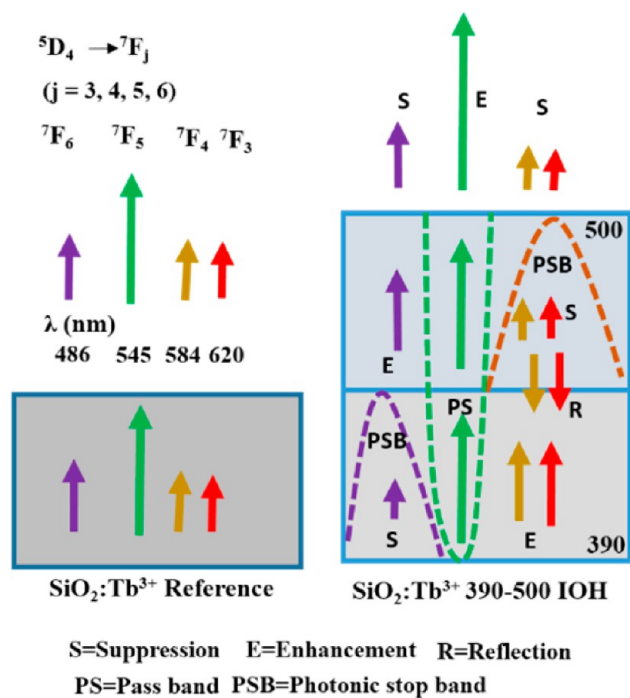 ⁵D₄ →⁷Fⱼ
(j = 3, 4, 5, 6)
⁷F₆ ⁷F₅ ⁷F₄ ⁷F₃
λ (nm)
486 545 584 620
SiO₂:Tb³⁺ Reference
S E S
500
PSB
S
E
PS R
PSB
S E 390
SiO₂:Tb³⁺ 390-500 IOH
S=Suppression E=Enhancement R=Reflection
PS=Pass band PSB=Photonic stop band